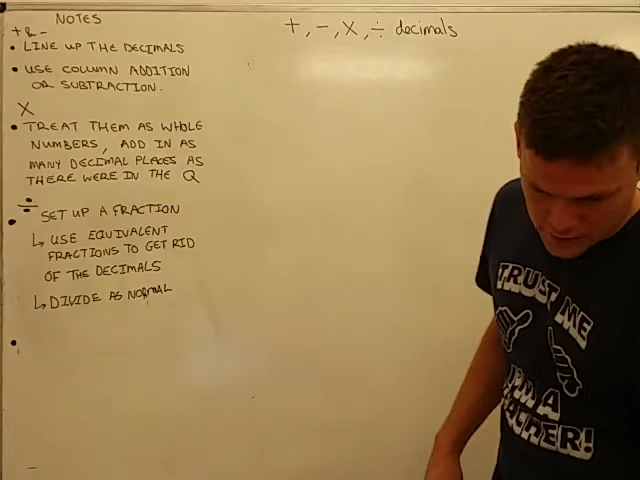 NOTES
+ & -
• LINE UP THE DECIMALS
• USE COLUMN ADDITION
OR SUBTRACTION.
X
• TREAT THEM AS WHOLE
NUMBERS, ADD IN AS
MANY DECIMAL PLACES AS
THERE WERE IN THE Q
÷
• SET UP A FRACTION
↳ USE EQUIVALENT
FRACTIONS TO GET RID
OF THE DECIMALS
↳ DIVIDE AS NORMAL
•
+, -, X, ÷ decimals
TRUST ME
I'M A
TEACHER!